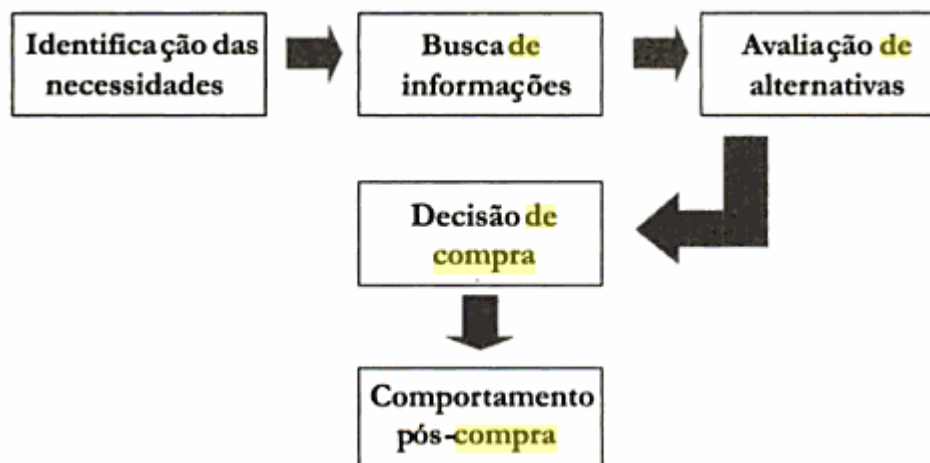 Identificação das
necessidades
Busca de
informações
Avaliação de
alternativas
Decisão de
compra
Comportamento
pós-compra